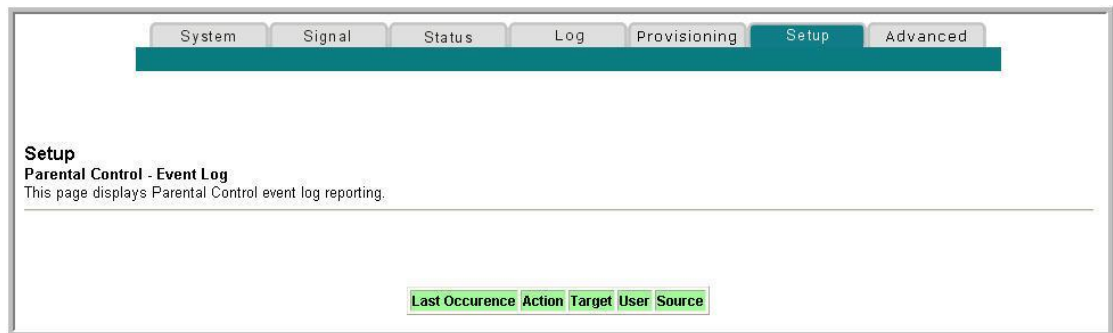 System Signal Status Log Provisioning Setup Advanced
Setup
Parental Control - Event Log
This page displays Parental Control event log reporting.
Last Occurence Action Target User Source